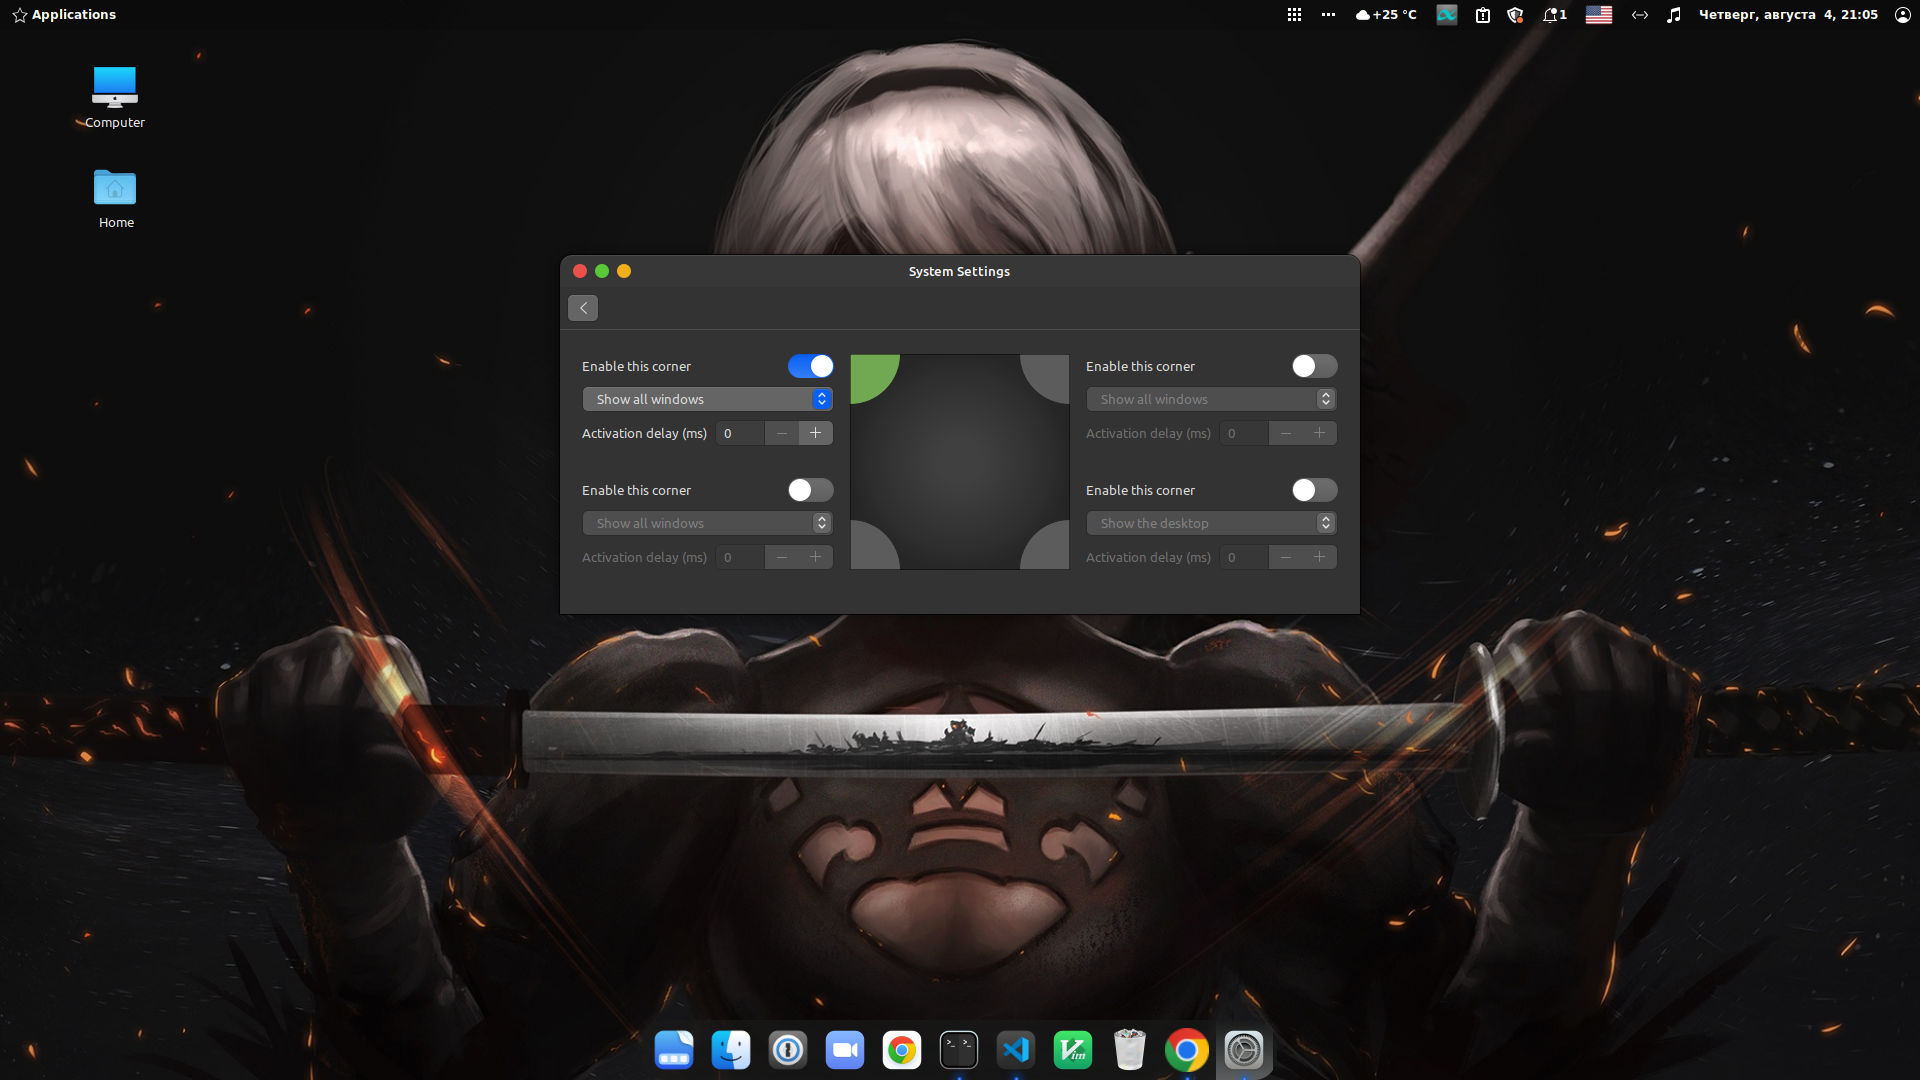 Applications
+25 °C
1
Четверг, августа 4, 21:05
Computer
Home
System Settings
Enable this corner
Show all windows
Activation delay (ms) 0
Enable this corner
Show all windows
Activation delay (ms) 0
Enable this corner
Show all windows
Activation delay (ms) 0
Enable this corner
Show the desktop
Activation delay (ms) 0
>_ >_
Vim